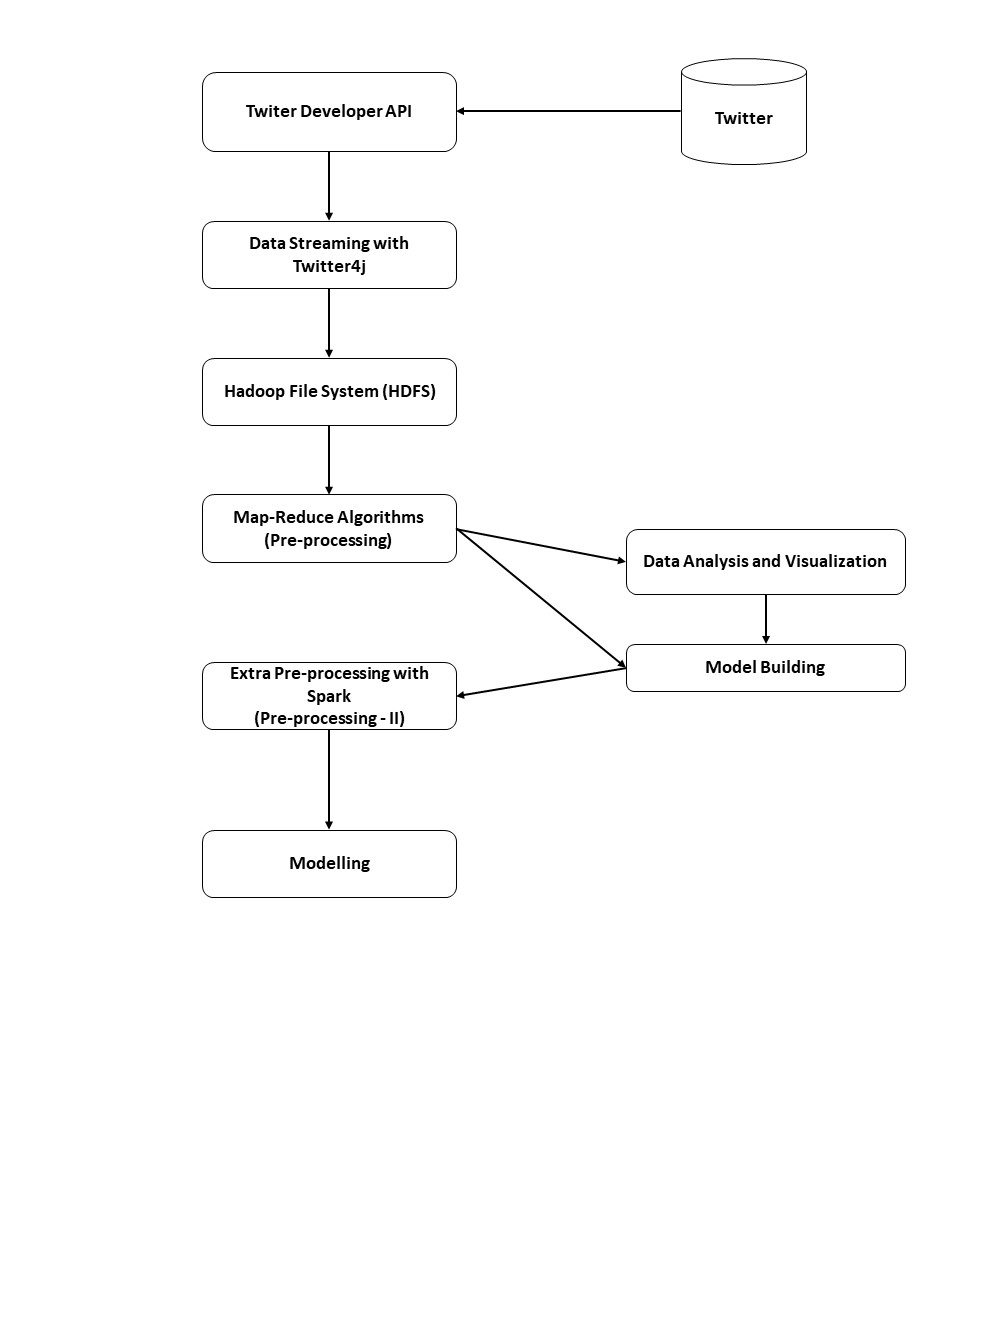 Twiter Developer API
Twitter
Data Streaming with
Twitter4j
Hadoop File System (HDFS)
Map-Reduce Algorithms
(Pre-processing)
Data Analysis and Visualization
Model Building
Extra Pre-processing with
Spark
(Pre-processing - II)
Modelling